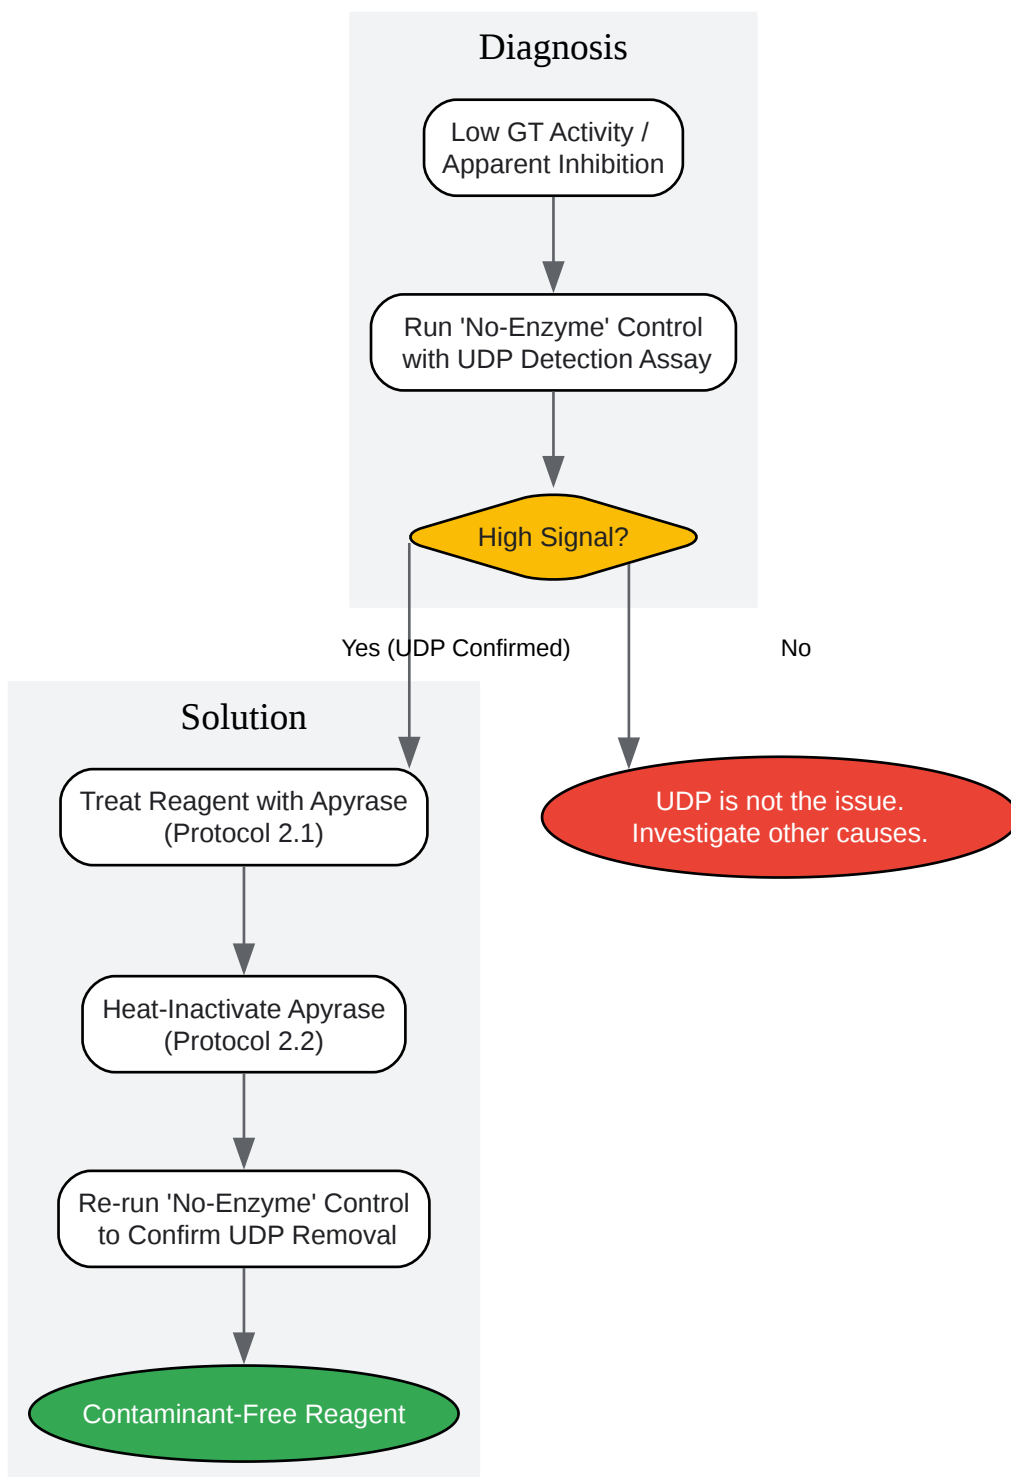 Diagnosis
Low GT Activity /
Apparent Inhibition
Run 'No-Enzyme' Control
with UDP Detection Assay
High Signal?
Yes (UDP Confirmed)
No
Solution
Treat Reagent with Apyrase
(Protocol 2.1)
UDP is not the issue.
Investigate other causes.
Heat-Inactivate Apyrase
(Protocol 2.2)
Re-run 'No-Enzyme' Control
to Confirm UDP Removal
Contaminant-Free Reagent